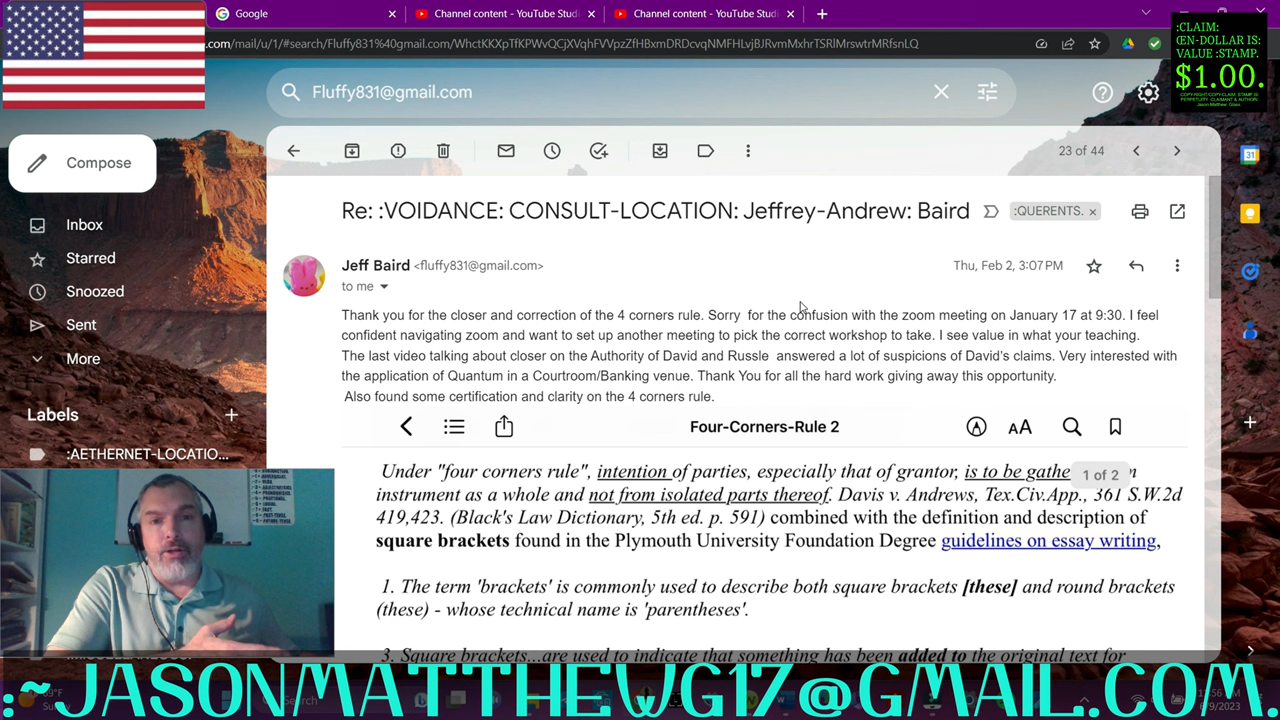 Google
Channel content - YouTube Studi
Channel content - YouTube Studi
.com/mail/u/1/#search/Fluffy831%40gmail.com/
:CLAIM:
ŒN-DOLLAR IS:
VALUE :STAMP.
$1.00.
Fluffy831@gmail.com
Compose
23 of 44
Inbox
Starred
Snoozed
Sent
More
Labels
:AETHERNET-LOCATIO...
Re: :VOIDANCE: CONSULT-LOCATION: Jeffrey-Andrew: Baird
:QUERENTS. ×
Jeff Baird <fluffy831@gmail.com>
Thu, Feb 2, 3:07 PM
to me
Thank you for the closer and correction of the 4 corners rule. Sorry for the confusion with the zoom meeting on January 17 at 9:30. I feel
confident navigating zoom and want to set up another meeting to pick the correct workshop to take. I see value in what your teaching.
The last video talking about closer on the Authority of David and Russle answered a lot of suspicions of David's claims. Very interested with
the application of Quantum in a Courtroom/Banking venue. Thank You for all the hard work giving away this opportunity.
Also found some certification and clarity on the 4 corners rule.
Four-Corners-Rule 2
AA
1 of 2
Under "four corners rule", intention of parties, especially that of grantor, is to be gathe
instrument as a whole and not from isolated parts thereof. Davis v. Andrews, Tex.Civ.App., 361 S.W.2d
419,423. (Black's Law Dictionary, 5th ed. p. 591) combined with the definition and description of
square brackets found in the Plymouth University Foundation Degree guidelines on essay writing,
1. The term 'brackets' is commonly used to describe both square brackets [these] and round brackets
(these) - whose technical name is 'parentheses'.
3. Square brackets...are used to indicate that something has been added to the original text for
:~ JASONMATTHEWG17@GMAIL.COM.